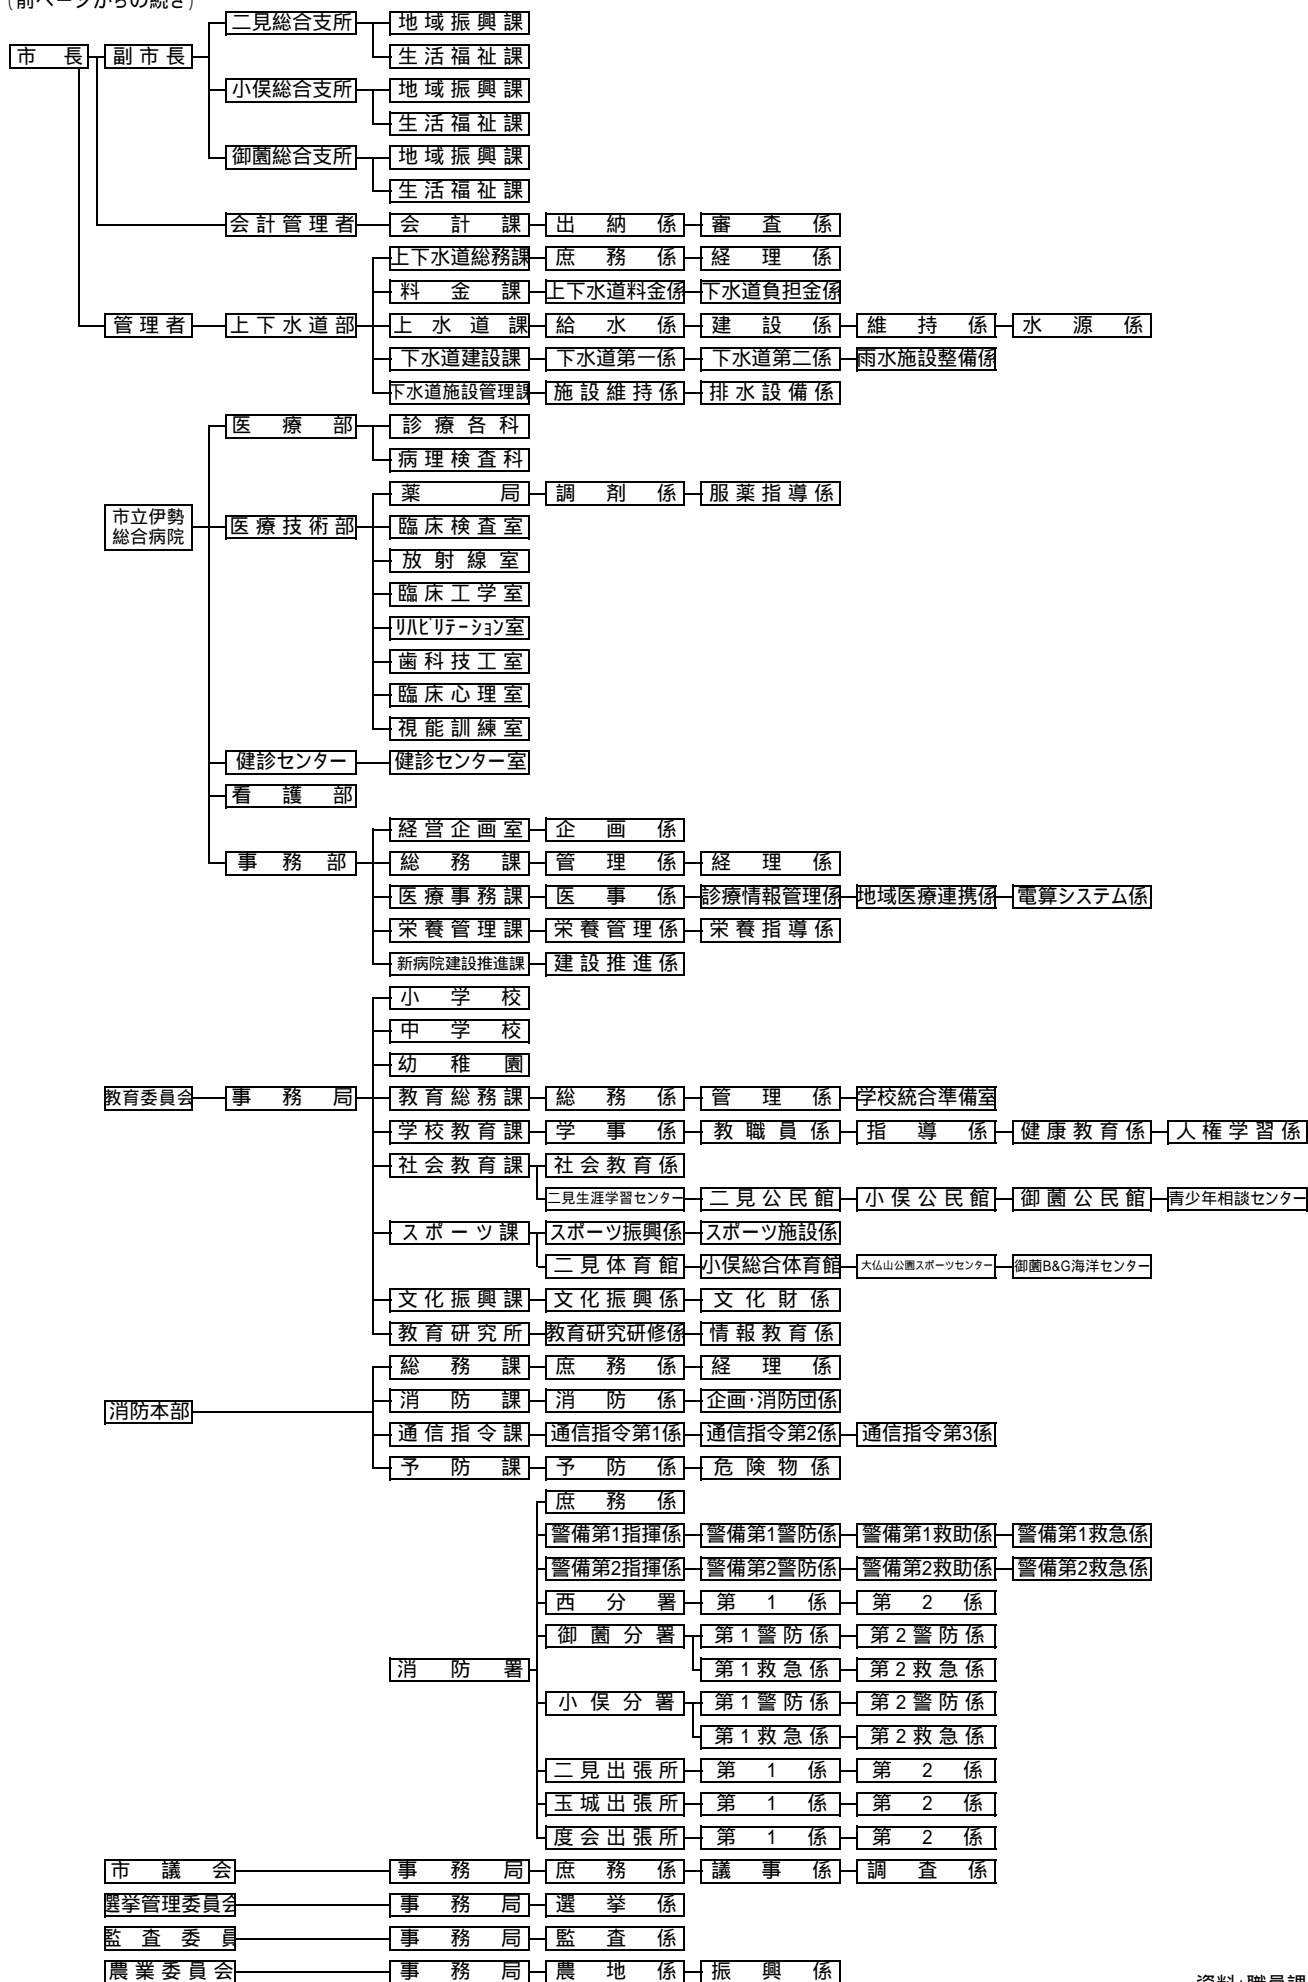 (前ページからの続き)
二見総合支所 地域振興課
市長 副市長 生活福祉課
小俣総合支所 地域振興課
生活福祉課
御薗総合支所 地域振興課
生活福祉課
会計管理者 会計課 出納係 審査係
上下水道総務課 庶務係 経理係
料金課 上下水道料金係 下水道負担金係
管理者 上下水道部 上水道課 給水係 建設係 維持係 水源係
下水道建設課 下水道第一係 下水道第二係 雨水施設整備係
下水道施設管理課 施設維持係 排水設備係
医療部 診療各科
病理検査科
薬局 調剤係 服薬指導係
市立伊勢
総合病院
医療技術部 臨床検査室
放射線室
臨床工学室
リハビリテーション室
歯科技工室
臨床心理室
視能訓練室
健診センター 健診センター室
看護部
経営企画室 企画係
事務部 総務課 管理係 経理係
医療事務課 医事係 診療情報管理係 地域医療連携係 電算システム係
栄養管理課 栄養管理係 栄養指導係
新病院建設推進課 建設推進係
小学校
中学校
幼稚園
教育委員会 事務局 教育総務課 総務係 管理係 学校統合準備室
学校教育課 学事係 教職員係 指導係 健康教育係 人権学習係
社会教育課 社会教育係
二見生涯学習センター 二見公民館 小俣公民館 御薗公民館 青少年相談センター
スポーツ課 スポーツ振興係 スポーツ施設係
二見体育館 小俣総合体育館 大仏山公園スポーツセンター 御薗B&G海洋センター
文化振興課 文化振興係 文化財係
教育研究所 教育研究研修係 情報教育係
総務課 庶務係 経理係
消防本部 消防課 消防係 企画・消防団係
通信指令課 通信指令第1係 通信指令第2係 通信指令第3係
予防課 予防係 危険物係
庶務係
警備第1指揮係 警備第1警防係 警備第1救助係 警備第1救急係
警備第2指揮係 警備第2警防係 警備第2救助係 警備第2救急係
西分署 第1係 第2係
御薗分署 第1警防係 第2警防係
消防署 第1救急係 第2救急係
小俣分署 第1警防係 第2警防係
第1救急係 第2救急係
二見出張所 第1係 第2係
玉城出張所 第1係 第2係
度会出張所 第1係 第2係
市議会 事務局 庶務係 議事係 調査係
選挙管理委員会 事務局 選挙係
監査委員 事務局 監査係
農業委員会 事務局 農地係 振興係
資料:職員課